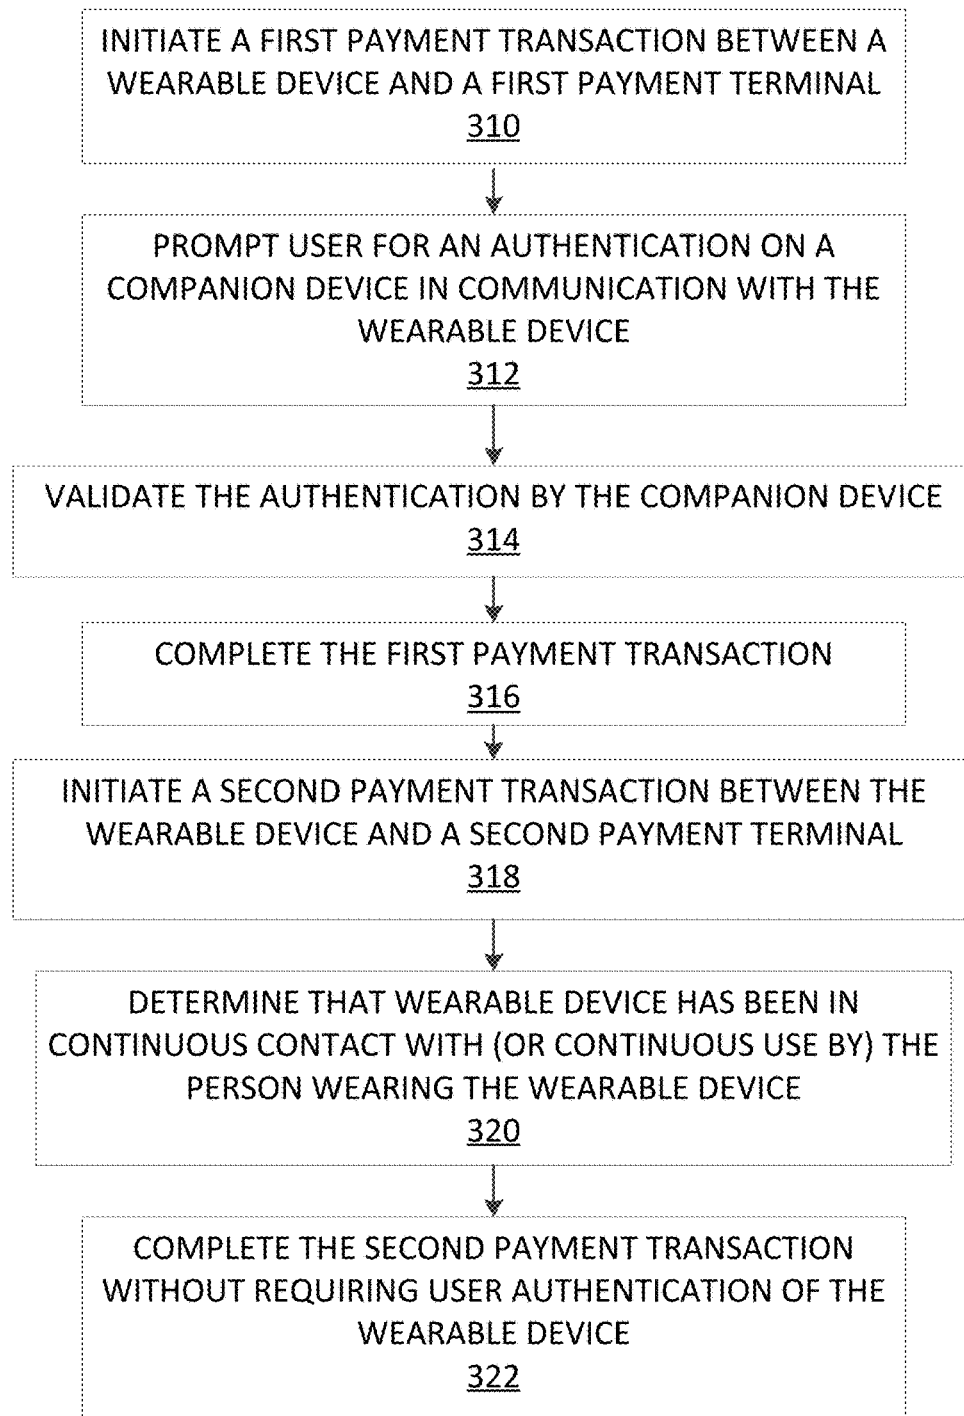 INITIATE A FIRST PAYMENT TRANSACTION BETWEEN A
WEARABLE DEVICE AND A FIRST PAYMENT TERMINAL
310
PROMPT USER FOR AN AUTHENTICATION ON A
COMPANION DEVICE IN COMMUNICATION WITH THE
WEARABLE DEVICE
312
VALIDATE THE AUTHENTICATION BY THE COMPANION DEVICE
314
COMPLETE THE FIRST PAYMENT TRANSACTION
316
INITIATE A SECOND PAYMENT TRANSACTION BETWEEN THE
WEARABLE DEVICE AND A SECOND PAYMENT TERMINAL
318
DETERMINE THAT WEARABLE DEVICE HAS BEEN IN
CONTINUOUS CONTACT WITH (OR CONTINUOUS USE BY) THE
PERSON WEARING THE WEARABLE DEVICE
320
COMPLETE THE SECOND PAYMENT TRANSACTION
WITHOUT REQUIRING USER AUTHENTICATION OF THE
WEARABLE DEVICE
322